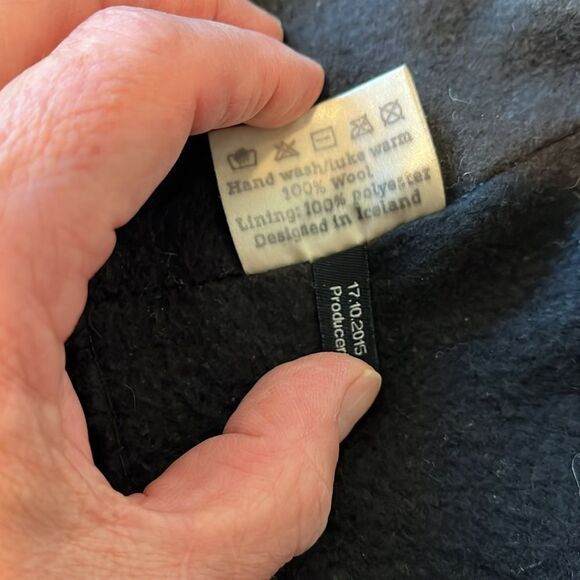 Hand wash/luke warm
100% Wool
Lining: 100% polyester
Designed in Iceland
17.10.2015
Producer